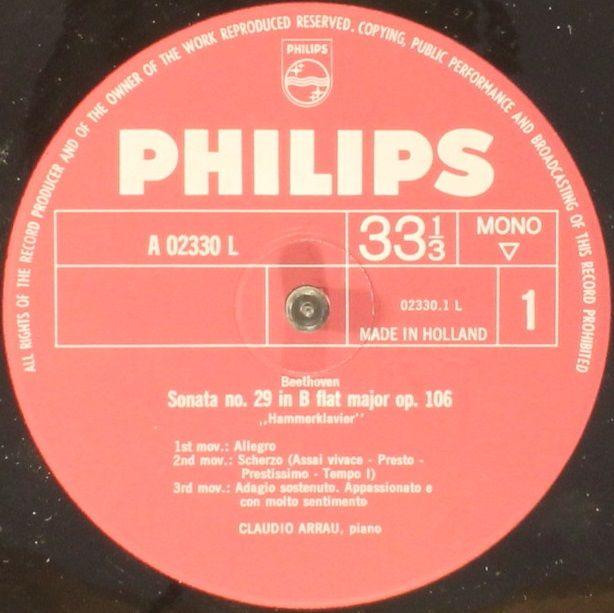 ALL RIGHTS OF THE RECORD PRODUCER AND OF THE OWNER OF THE WORK REPRODUCED RESERVED. COPYING, PUBLIC PERFORMANCE AND BROADCASTING OF THIS RECORD PROHIBITED
PHILIPS
PHILIPS
A 02330 L
33 1/3
MONO
▽
02330.1 L
MADE IN HOLLAND
1
Beethoven
Sonata no. 29 in B flat major op. 106
,,Hammerklavier''
1st mov.: Allegro
2nd mov.: Scherzo (Assai vivace - Presto -
Prestissimo - Tempo I)
3rd mov.: Adagio sostenuto. Appassionato e
con molto sentimento
CLAUDIO ARRAU, piano